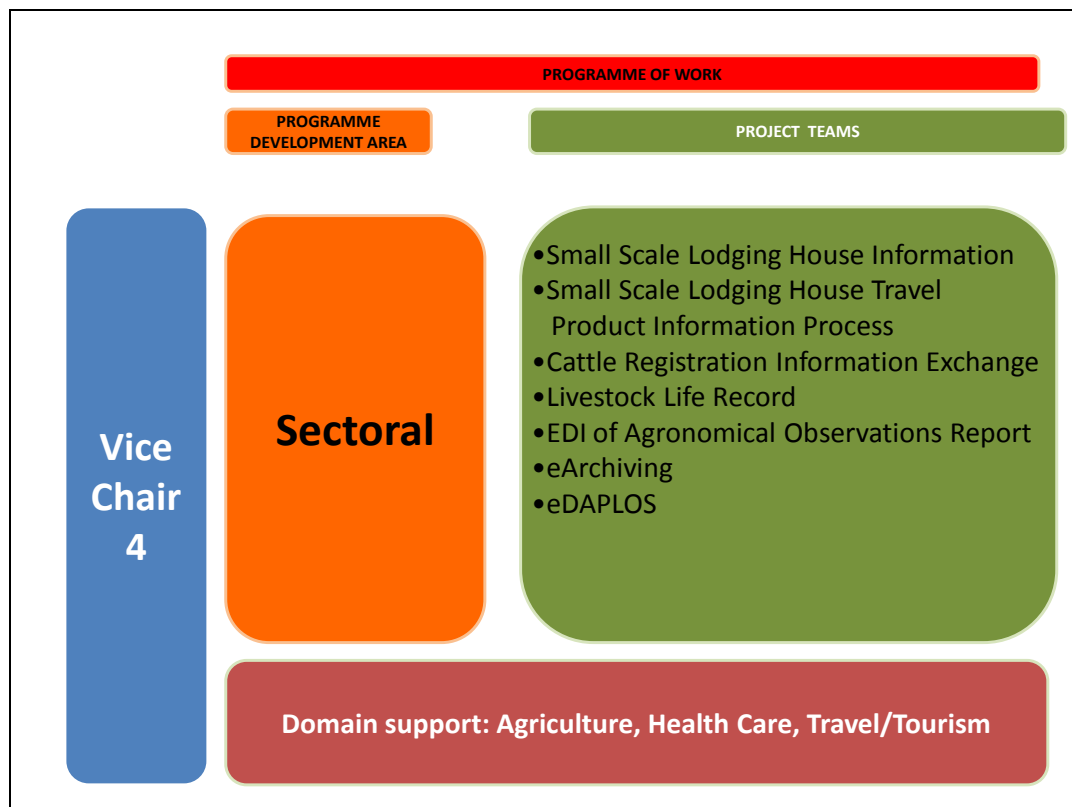 PROGRAMME OF WORK
PROGRAMME
DEVELOPMENT AREA
PROJECT TEAMS
Vice
Chair
4
Sectoral
•Small Scale Lodging House Information
•Small Scale Lodging House Travel
Product Information Process
•Cattle Registration Information Exchange
•Livestock Life Record
•EDI of Agronomical Observations Report
•eArchiving
•eDAPLOS
Domain support: Agriculture, Health Care, Travel/Tourism